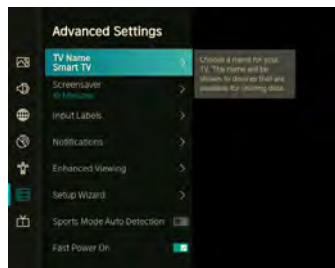 Advanced Settings
TV Name
Smart TV
Choose a name for your
TV. The name will be
shown to devices that are
available for sharing data.
Screensaver
10 Minutes
Input Labels
Notifications
Enhanced Viewing
Setup Wizard
Sports Mode Auto Detection
Fast Power On